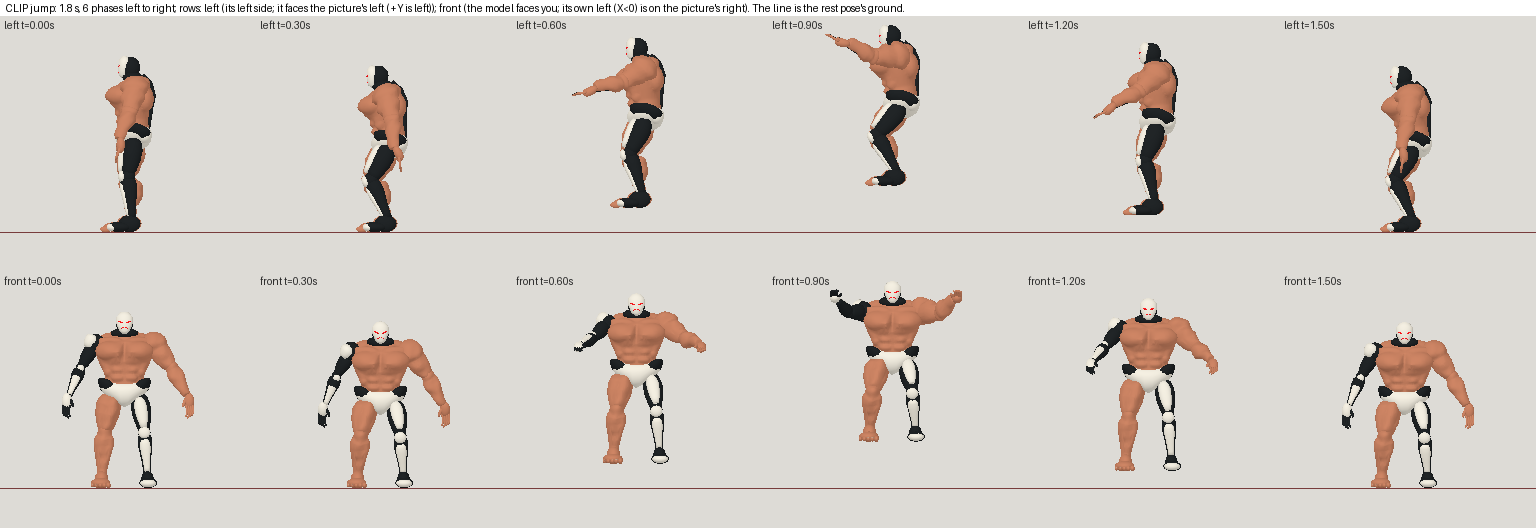 CLIP jump: 1.8 s, 6 phases left to right; rows: left (its left side; it faces the picture's left (+Y is left)); front (the model faces you; its own left (X<0) is on the picture's right). The line is the rest pose's ground.
left t=0.00s left t=0.30s left t=0.60s left t=0.90s left t=1.20s left t=1.50s
front t=0.00s front t=0.30s front t=0.60s front t=0.90s front t=1.20s front t=1.50s